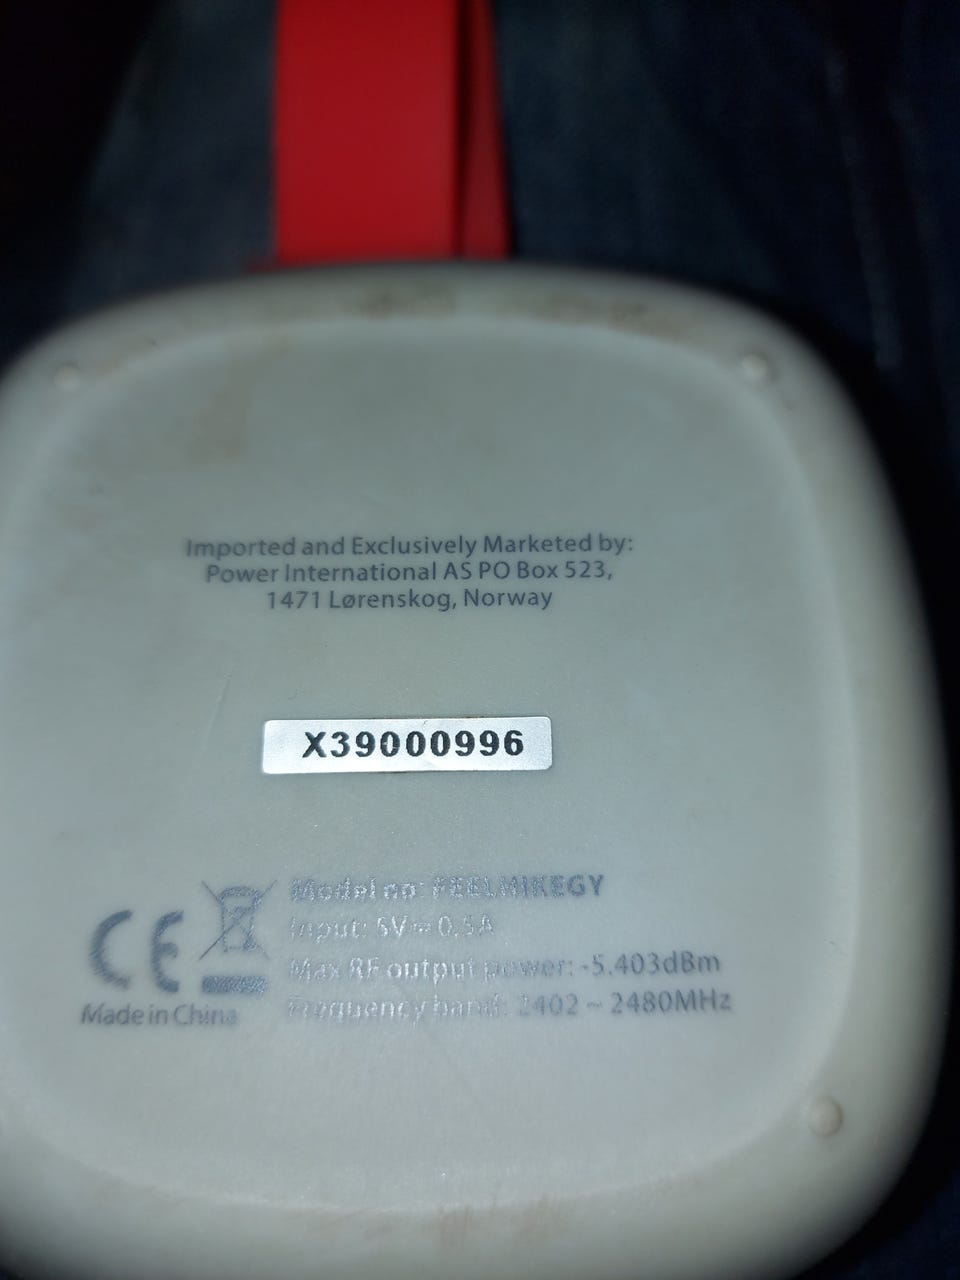 Imported and Exclusively Marketed by:
Power International AS PO Box 523,
1471 Lørenskog, Norway
X39000996
Model no: FEELMIKEGY
Input: 5V⎓0.5A
Max RF output power: -5.403dBm
Frequency band: 2402 ~ 2480MHz
CE
Made in China